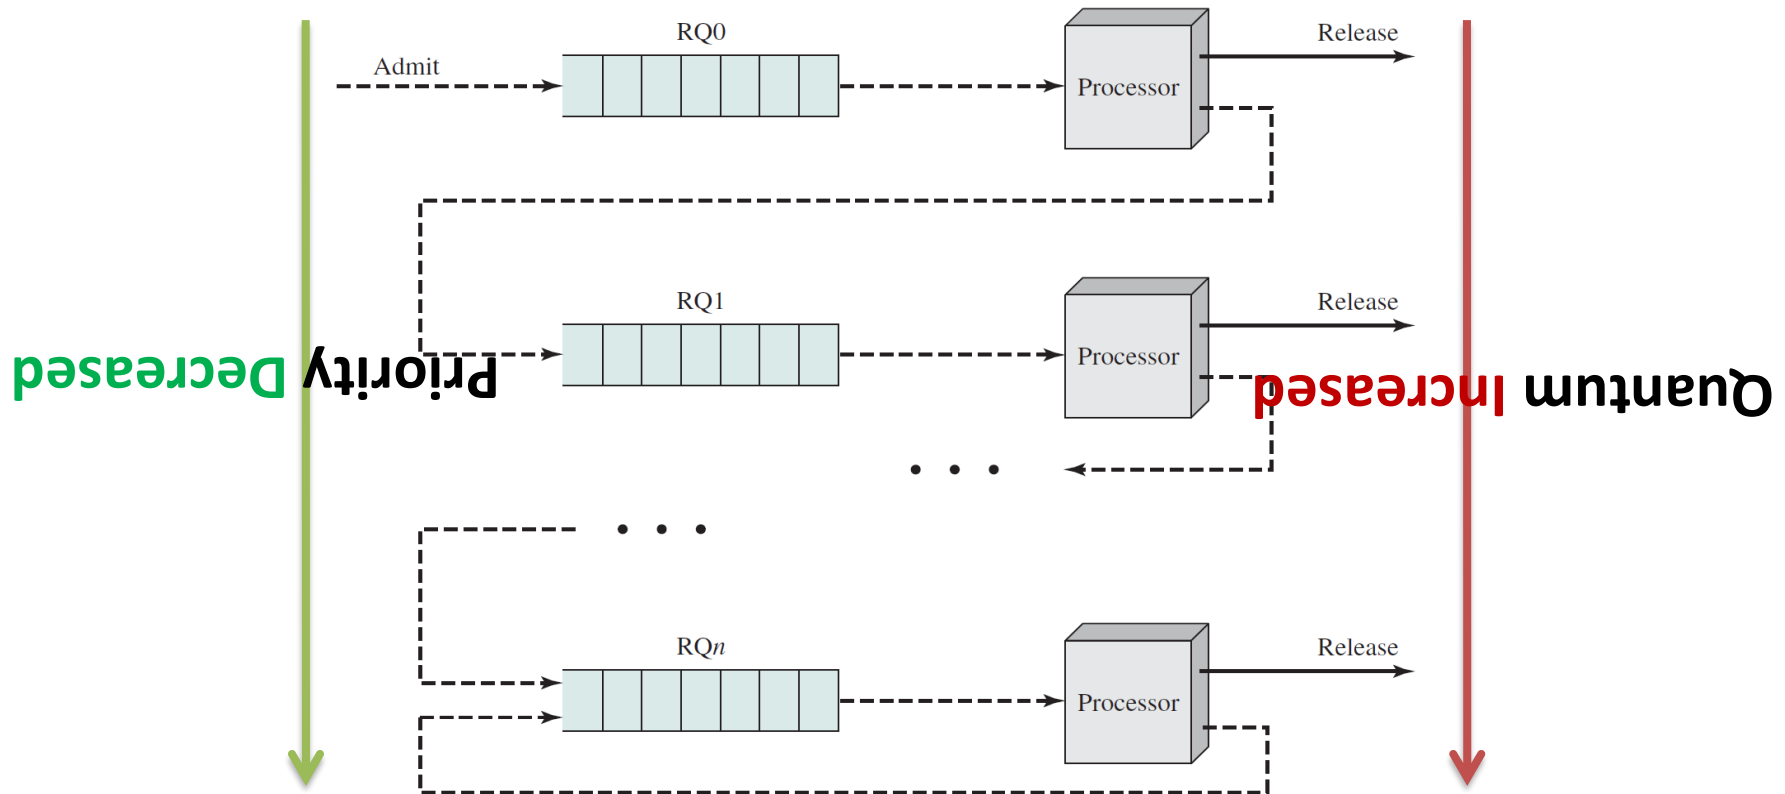 RQ0
Release
Admit
Processor
RQ1
Release
Processor
Priority Decreased
Quantum Increased
RQn
Release
Processor